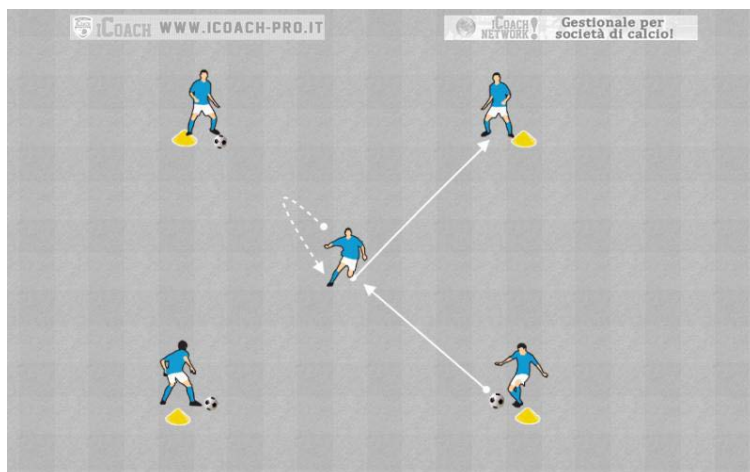 iCOACH WWW.ICOACH-PRO.IT
iCOACH NETWORK!
Gestionale per
società di calcio!